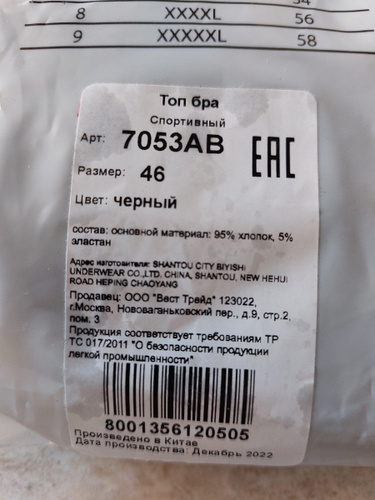 8 XXXXL 56
9 XXXXXL 58
Топ бра
Спортивный
Арт: 7053AB
EAC
Размер: 46
Цвет: черный
состав: основной материал: 95% хлопок, 5%
эластан
Адрес изготовителя: SHANTOU CITY BIYISHI
UNDERWEAR CO.,LTD. CHINA, SHANTOU, NEW HEHUI
ROAD HEPING CHAOYANG
Продавец: ООО "Вест Трейд" 123022,
г.Москва, Нововаганьковский пер., д.9, стр.2,
пом. 3
Продукция соответствует требованиям ТР
ТС 017/2011 "О безопасности продукции
легкой промышленности"
8001356120505
Произведено в Китае
Дата производства: Декабрь 2022